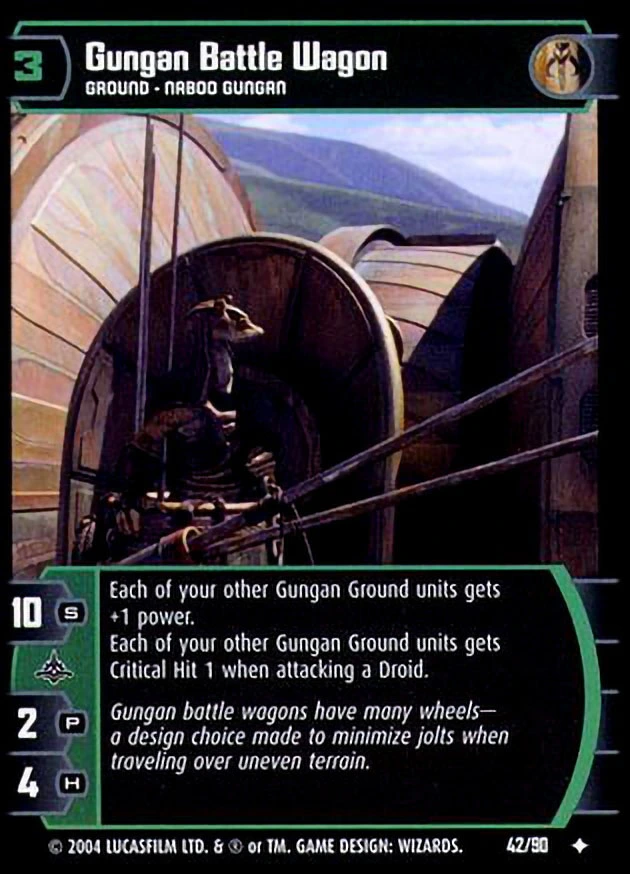 3
Gungan Battle Wagon
GROUND - NABOO GUNGAN
Each of your other Gungan Ground units gets
+1 power.
Each of your other Gungan Ground units gets
Critical Hit 1 when attacking a Droid.
Gungan battle wagons have many wheels—
a design choice made to minimize jolts when
traveling over uneven terrain.
10 S
2 P
4 H
© 2004 LUCASFILM LTD. & ® or TM. GAME DESIGN: WIZARDS.
42/90